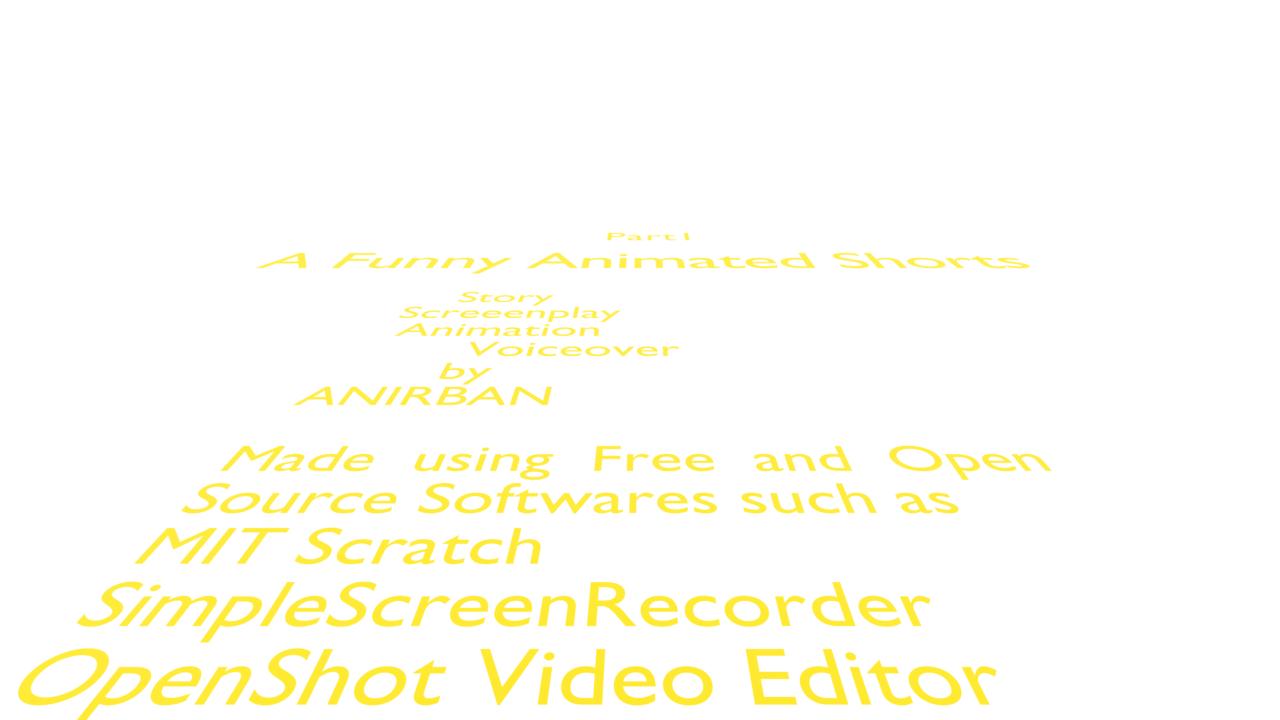 Part1
A Funny Animated Shorts
Story
Screeenplay
Animation
Voiceover
by
ANIRBAN
Made using Free and Open
Source Softwares such as
MIT Scratch
SimpleScreenRecorder
OpenShot Video Editor